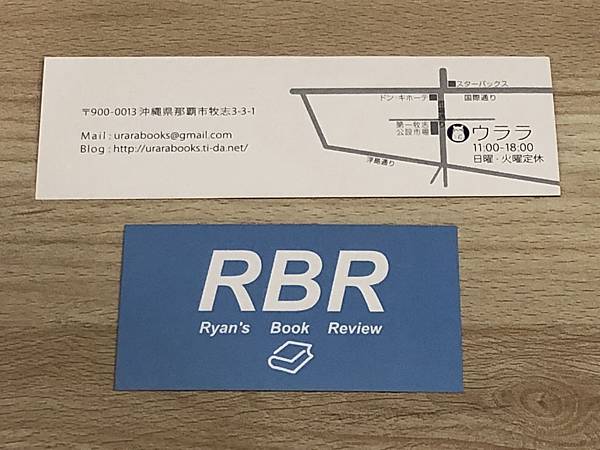 〒900-0013 沖縄県那覇市牧志3-3-1
Mail: urarabooks@gmail.com
Blog: http://urarabooks.ti-da.net/
スターバックス
ドン・キホーテ
国際通り
第一牧志
公設市場
浮島通り
ウララ
11:00-18:00
日曜・火曜定休
RBR
Ryan's Book Review